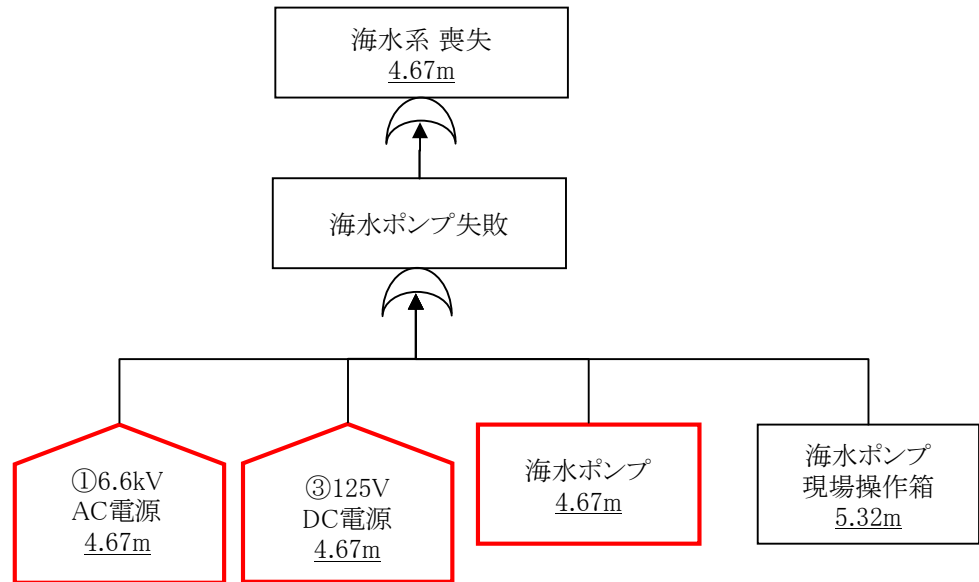 海水系 喪失
4.67m
海水ポンプ失敗
①6.6kV
AC電源
4.67m
③125V
DC電源
4.67m
海水ポンプ
4.67m
海水ポンプ
現場操作箱
5.32m